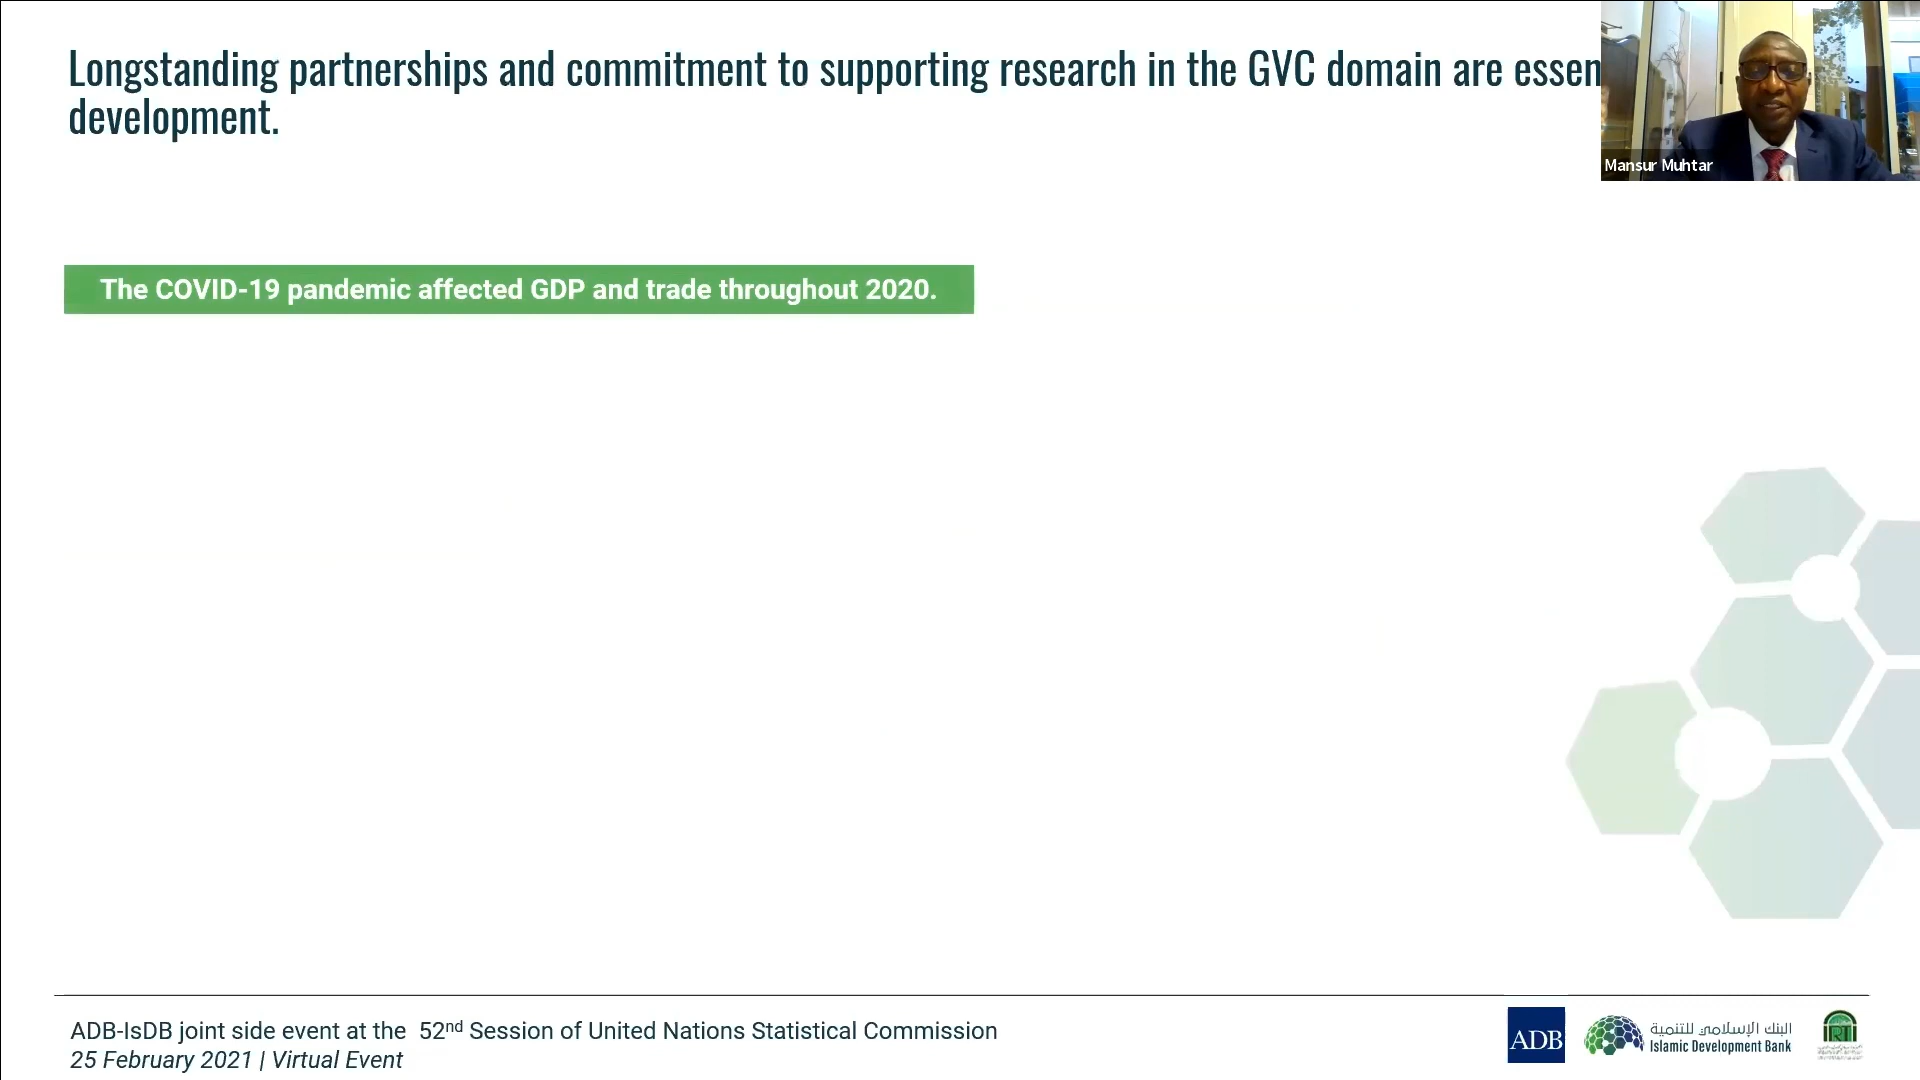 Longstanding partnerships and commitment to supporting research in the GVC domain are essen
development.
Mansur Muhtar
The COVID-19 pandemic affected GDP and trade throughout 2020.
ADB-IsDB joint side event at the 52nd Session of United Nations Statistical Commission
25 February 2021 | Virtual Event
ADB
البنك الإسلامي للتنمية
Islamic Development Bank